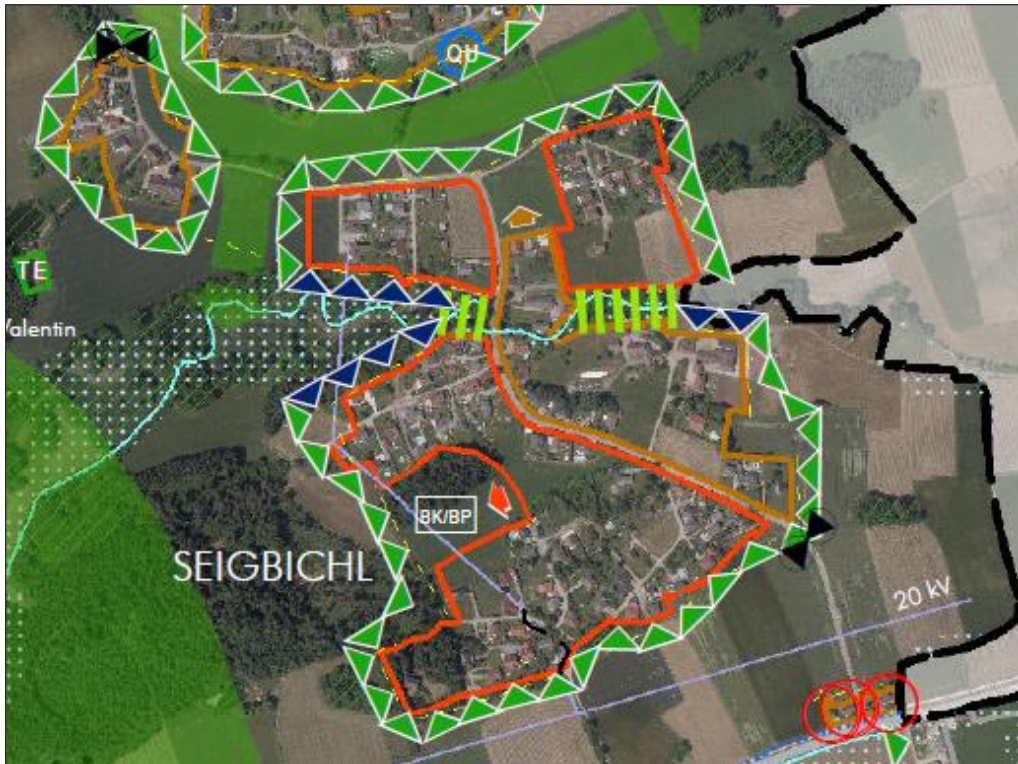 QU
TE
Valentin
BK/BP
SEIGBICHL
20 kV